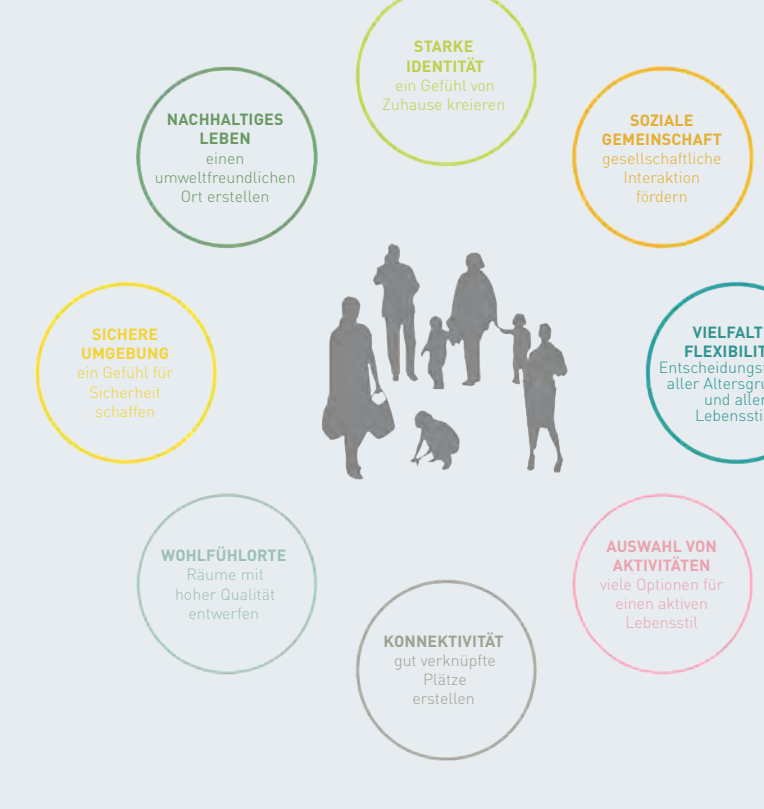 STARKE
IDENTITÄT
ein Gefühl von
Zuhause kreieren
NACHHALTIGES
LEBEN
einen
umweltfreundlichen
Ort erstellen
SOZIALE
GEMEINSCHAFT
gesellschaftliche
Interaktion
fördern
SICHERE
UMGEBUNG
ein Gefühl für
Sicherheit
schaffen
VIELFALT
aller
und
WOHLFÜHLORTE
Räume mit
hoher Qualität
entwerfen
AUSWAHL VON
AKTIVITÄTEN
viele Optionen für
einen aktiven
Lebensstil
KONNEKTIVITÄT
gut verknüpfte
Plätze
erstellen